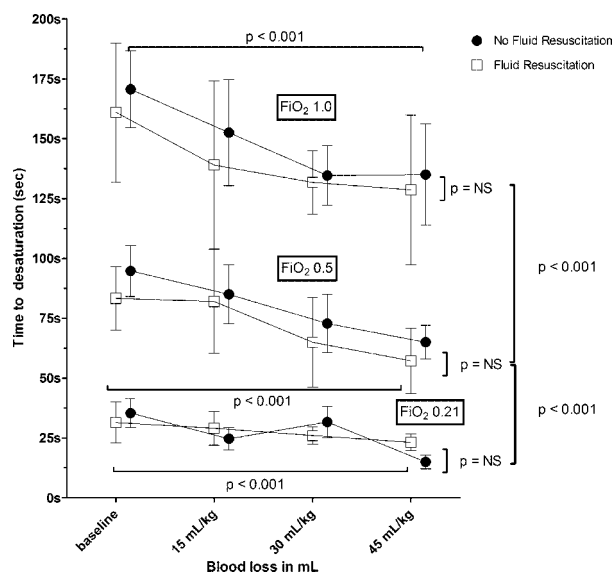 200s
175s
150s
125s
100s
75s
50s
25s
0s
Time to desaturation (sec)
p < 0.001
No Fluid Resuscitation
Fluid Resuscitation
FiO2 1.0
p = NS
FiO2 0.5
p < 0.001
p = NS
p < 0.001
FiO2 0.21
p < 0.001
p = NS
p < 0.001
baseline
15 mL/kg
30 mL/kg
45 mL/kg
Blood loss in mL